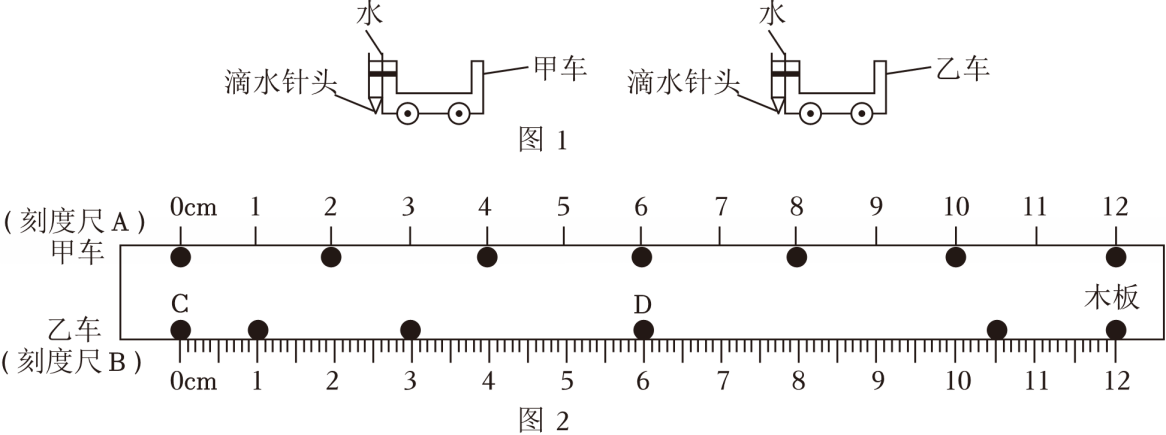 水 水
滴水针头 甲车 滴水针头 乙车
图 1
(刻度尺 A) 0cm 1 2 3 4 5 6 7 8 9 10 11 12
甲车
C D 木板
乙车
(刻度尺 B) 0cm 1 2 3 4 5 6 7 8 9 10 11 12
图 2